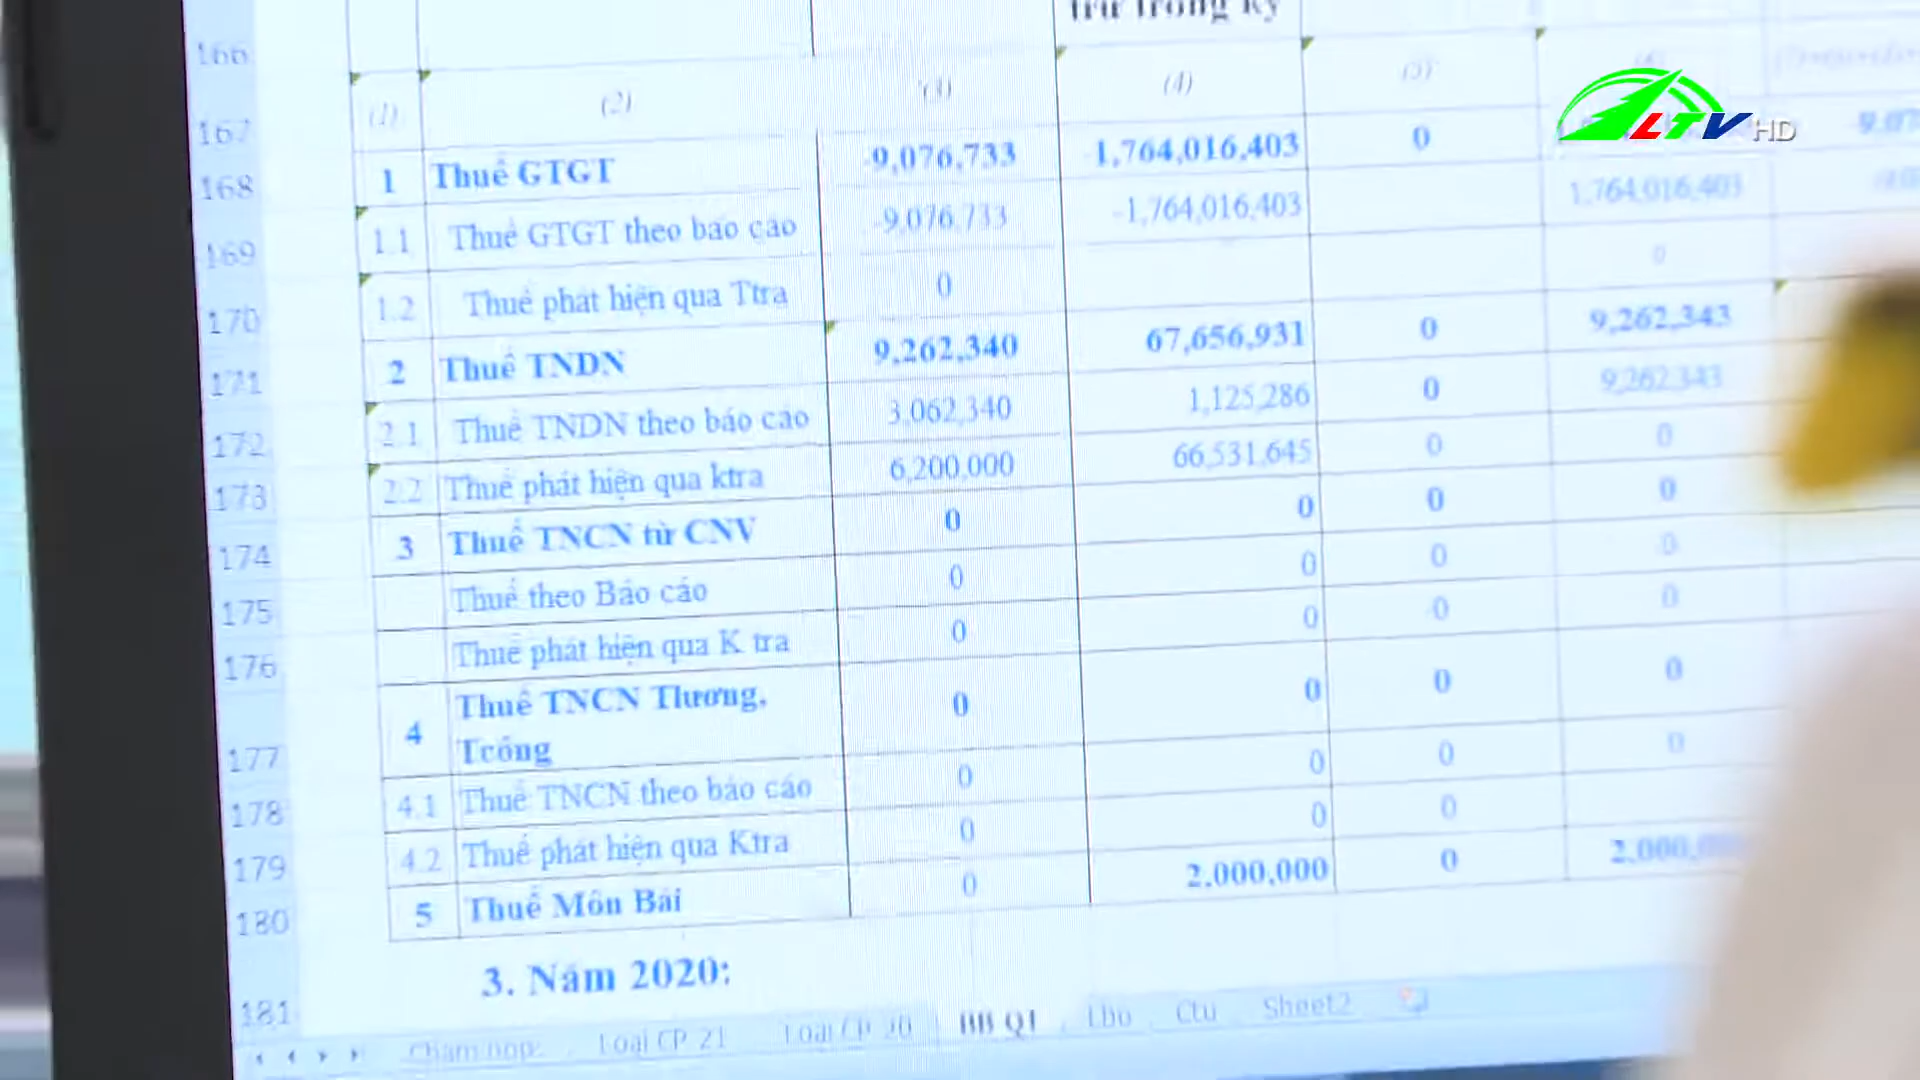 trừ trong kỳ
166
(1) (2) (3) (4) (5)
LTV HD
167
1 Thuế GTGT -9,076,733 -1,764,016,403 0
168
1.1 Thuế GTGT theo báo cáo -9,076,733 -1,764,016,403 1,764,016,403
169
1.2 Thuế phát hiện qua Ttra 0 0
170
2 Thuế TNDN 9,262,340 67,656,931 0 9,262,343
171
2.1 Thuế TNDN theo báo cáo 3,062,340 1,125,286 0 9,262,343
172
2.2 Thuế phát hiện qua ktra 6,200,000 66,531,645 0 0
173
3 Thuế TNCN từ CNV 0 0 0 0
174
Thuế theo Báo cáo 0 0 0 0
175
Thuế phát hiện qua K tra 0 0 0 0
176
4 Thuế TNCN Tlương, 0 0 0 0
Tcông
177
4.1 Thuế TNCN theo báo cáo 0 0 0 0
178
4.2 Thuế phát hiện qua Ktra 0 0 0
179
5 Thuế Môn Bài 0 2.000,000 0
180
3. Năm 2020:
181
Loai CP 21 Loai CP 20 BB QT Ctu Sheet2